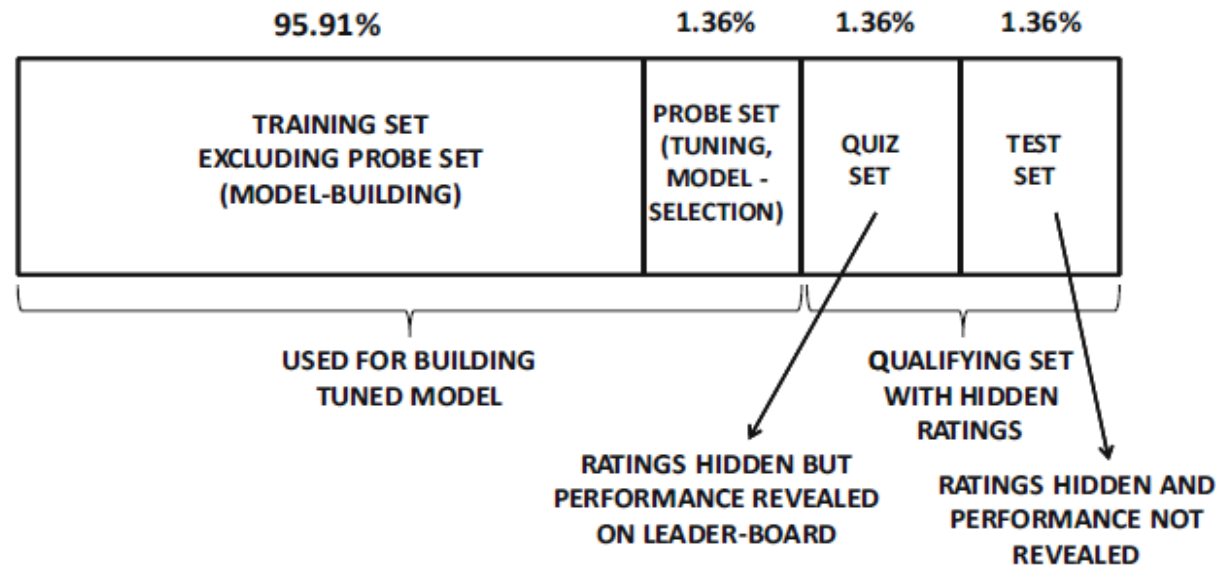 95.91% 1.36% 1.36% 1.36%
TRAINING SET
EXCLUDING PROBE SET
(MODEL-BUILDING)
PROBE SET
(TUNING,
MODEL -
SELECTION)
QUIZ
SET
TEST
SET
USED FOR BUILDING
TUNED MODEL
QUALIFYING SET
WITH HIDDEN
RATINGS
RATINGS HIDDEN BUT
PERFORMANCE REVEALED
ON LEADER-BOARD
RATINGS HIDDEN AND
PERFORMANCE NOT
REVEALED